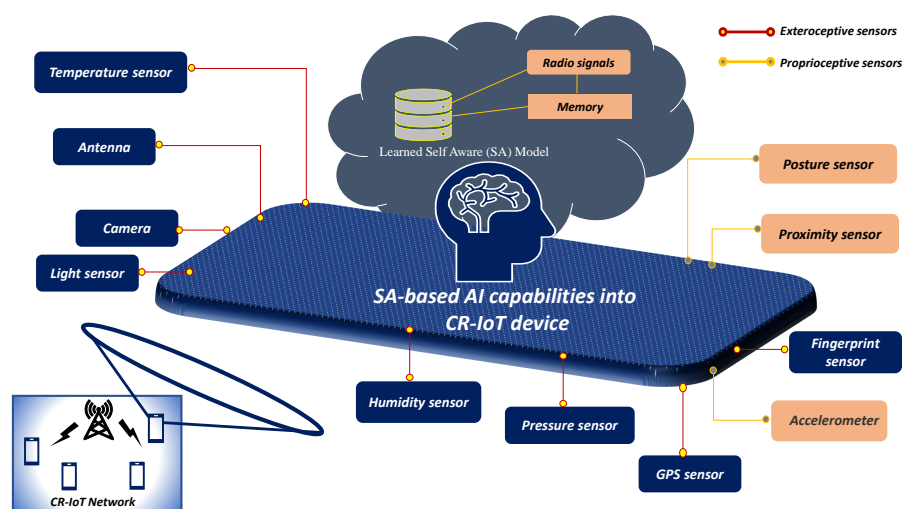 Exteroceptive sensors
Proprioceptive sensors
Radio signals
Memory
Learned Self Aware (SA) Model
Temperature sensor
Antenna
Camera
Light sensor
Posture sensor
Proximity sensor
SA-based AI capabilities into
CR-IoT device
Fingerprint
sensor
Humidity sensor
Pressure sensor
Accelerometer
GPS sensor
CR-IoT Network